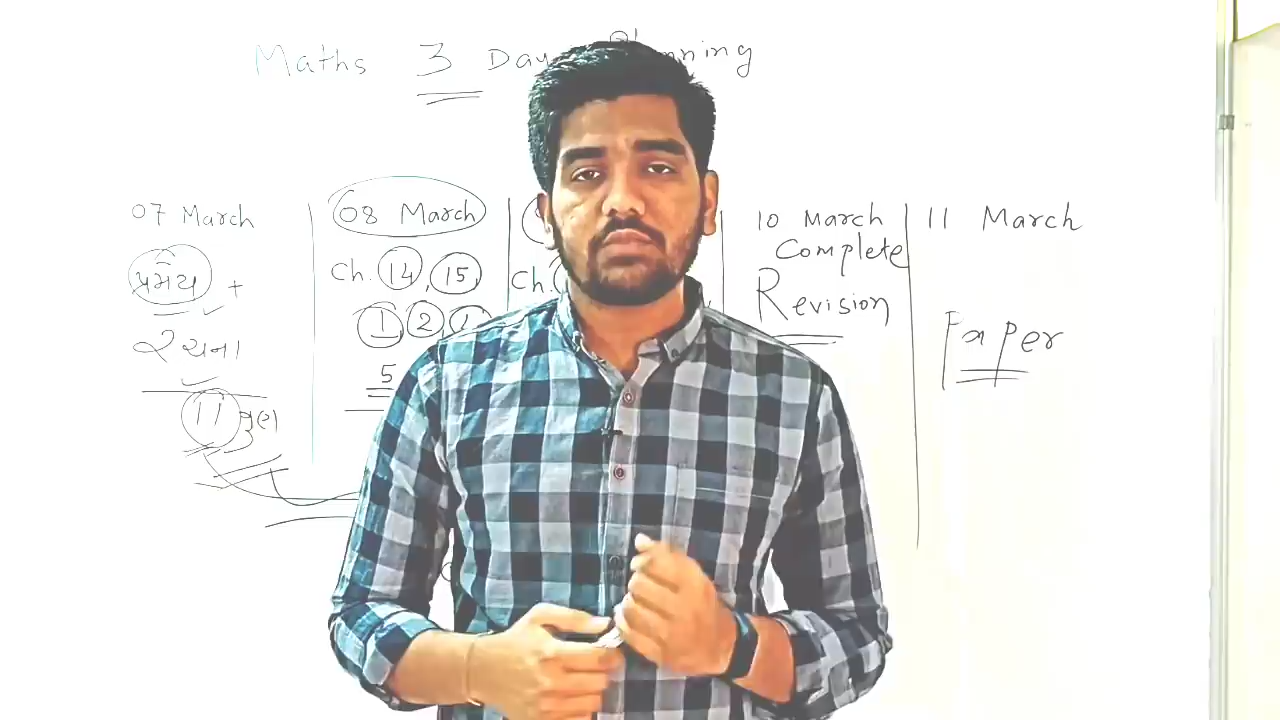 Maths 3 Day Planning
07 March
પ્રમેય +
રચના
11 ગુણ
08 March
Ch. 14, 15,
1 2
5
Ch.
10 March
Complete
Revision
11 March
Paper